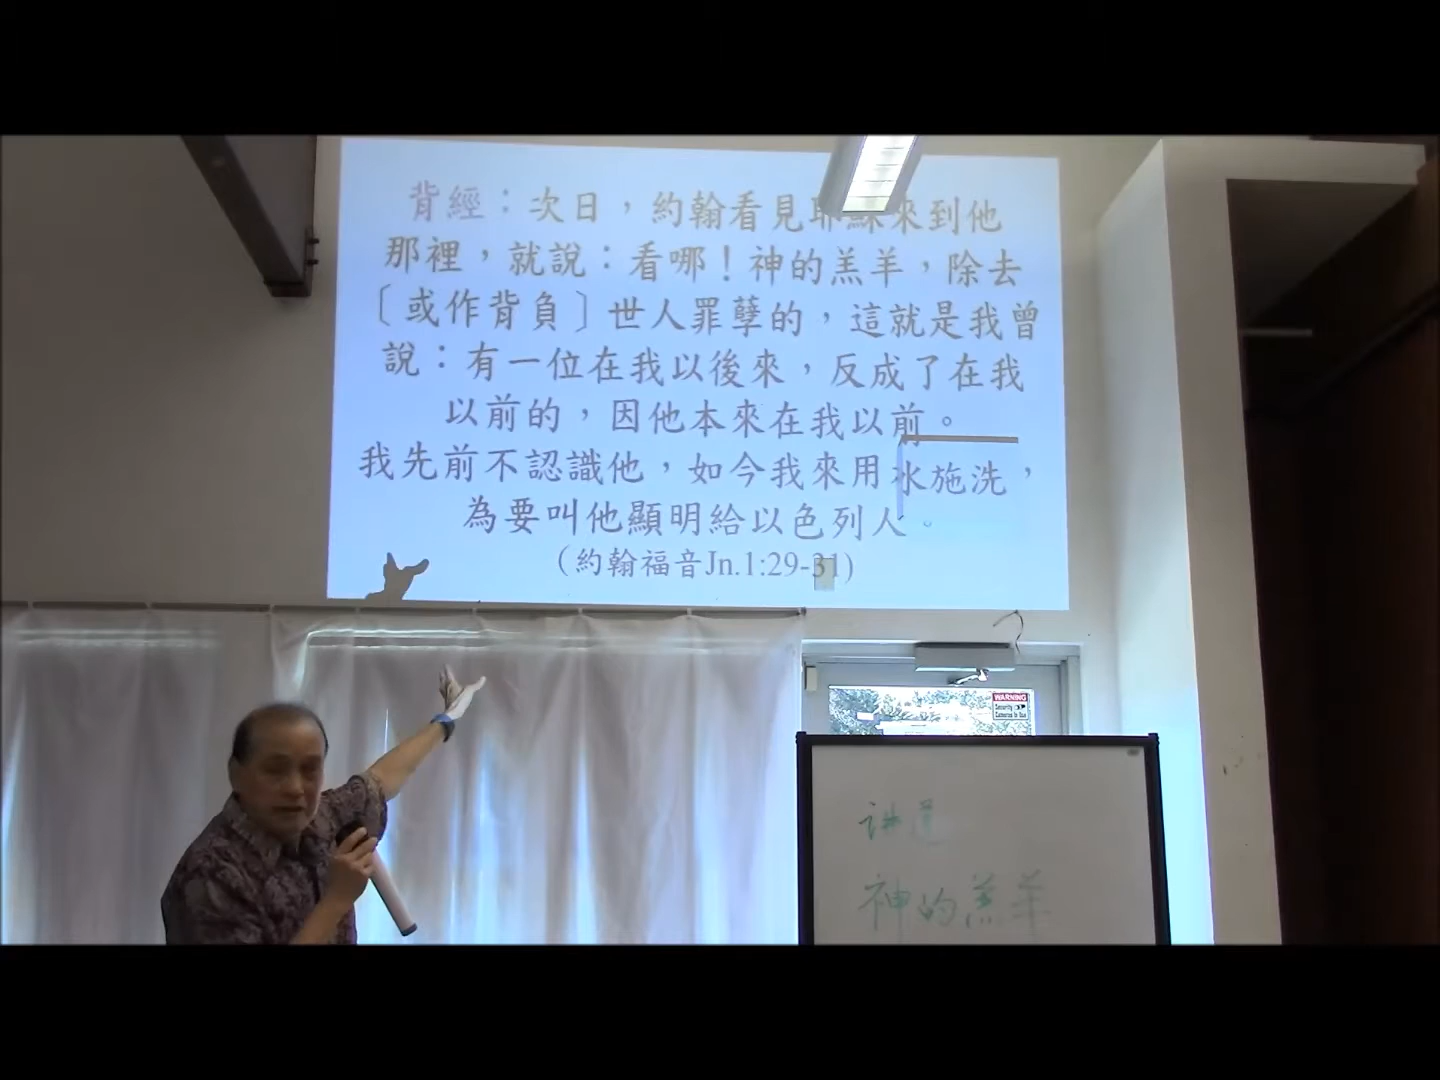 背經：次日，約翰看見耶穌來到他
那裡，就說：看哪！神的羔羊，除去
〔或作背負〕世人罪孽的，這就是我曾
說：有一位在我以後來，反成了在我
以前的，因他本來在我以前。
我先前不認識他，如今我來用水施洗，
為要叫他顯明給以色列人。
(約翰福音Jn.1:29-31)
WARNING
Security
Cameras In Use
神的羔羊